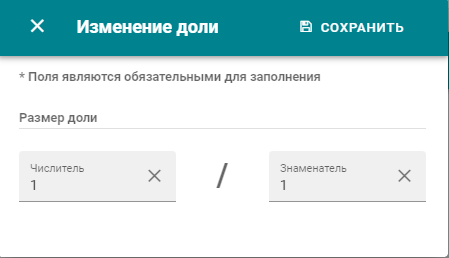 Изменение доли
СОХРАНИТЬ
* Поля являются обязательными для заполнения
Размер доли
Числитель
1
/
Знаменатель
1